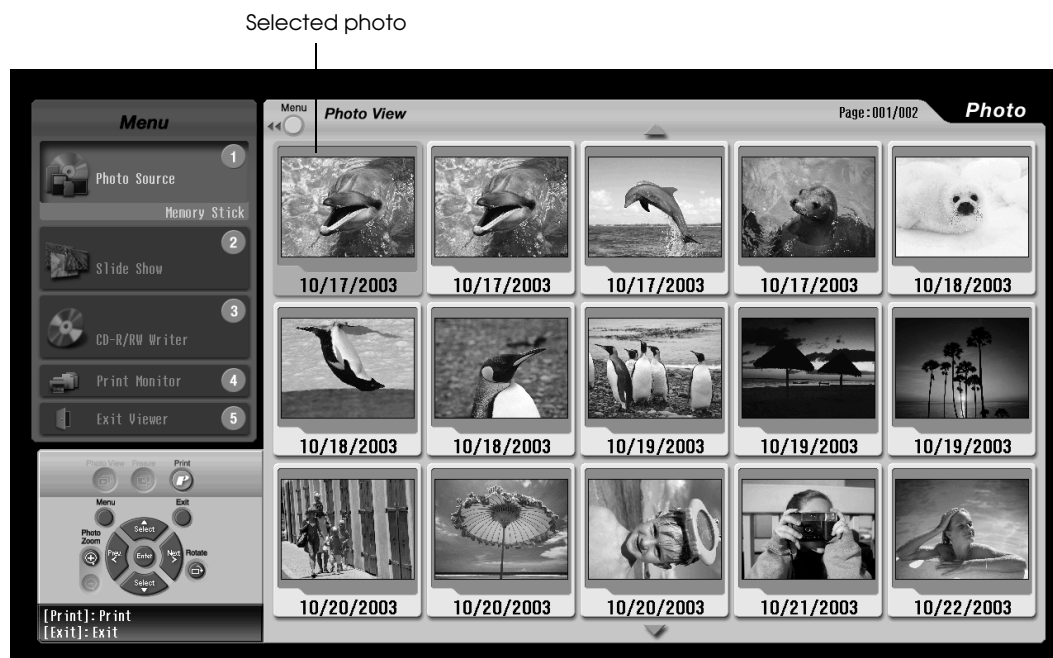 Selected photo
Menu
1
Photo Source
Memory Stick
2
Slide Show
3
CD-R/RW Writer
Print Monitor 4
Exit Viewer 5
Photo View Freeze Print
Menu Exit
Photo Zoom
Select
Prev. Enter Next
Rotate
Select
[Print]: Print
[Exit]: Exit
Menu
Photo View Page:001/002 Photo
10/17/2003 10/17/2003 10/17/2003 10/17/2003 10/18/2003
10/18/2003 10/18/2003 10/19/2003 10/19/2003 10/19/2003
10/20/2003 10/20/2003 10/20/2003 10/21/2003 10/22/2003